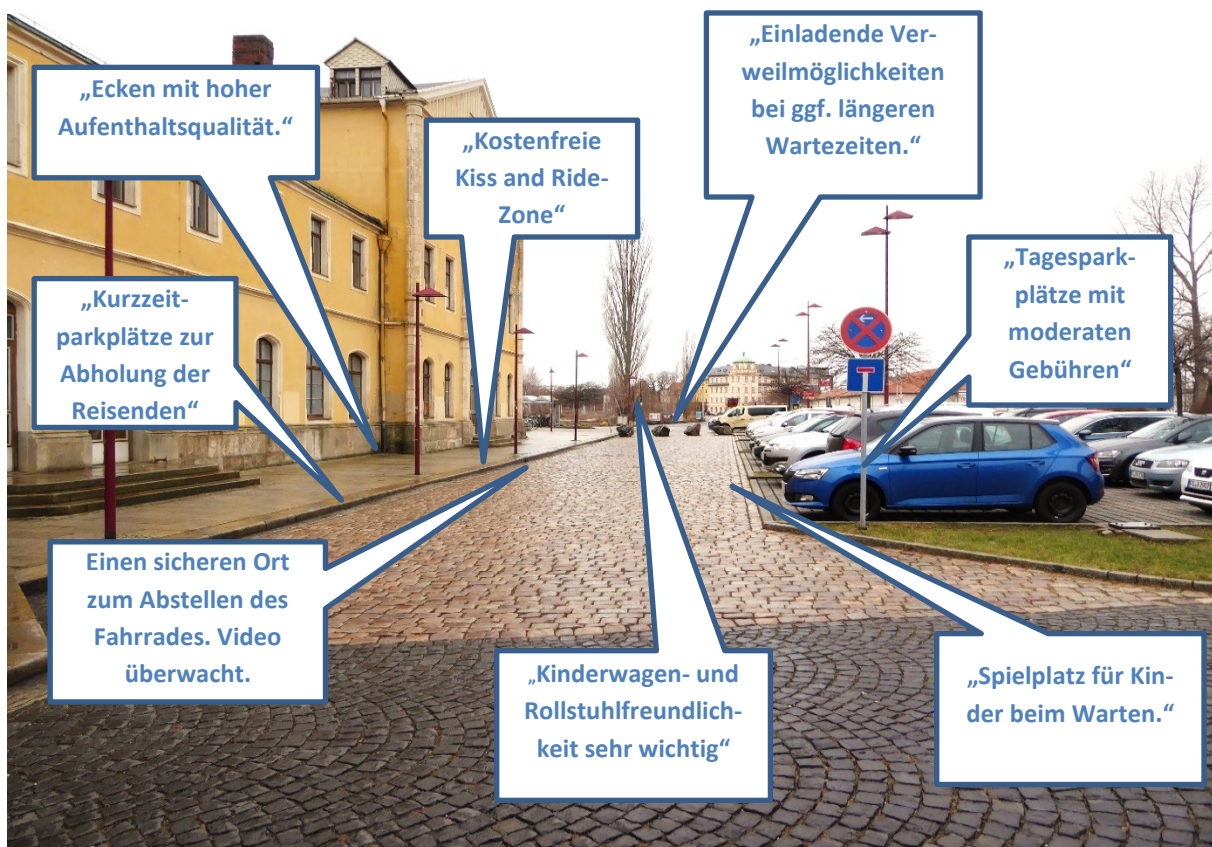 „Ecken mit hoher
Aufenthaltsqualität.“
„Kostenfreie
Kiss and Ride-
Zone“
„Einladende Ver-
weilmöglichkeiten
bei ggf. längeren
Wartezeiten.“
„Kurzzeit-
parkplätze zur
Abholung der
Reisenden“
„Tagespark-
plätze mit
moderaten
Gebühren“
Einen sicheren Ort
zum Abstellen des
Fahrrades. Video
überwacht.
„Kinderwagen- und
Rollstuhlfreundlich-
keit sehr wichtig“
„Spielplatz für Kin-
der beim Warten.“